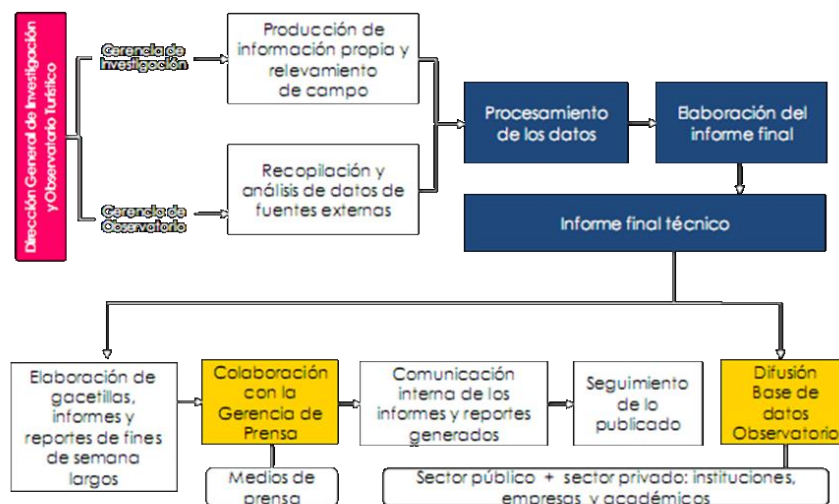 Dirección General de Investigación
y Observatorio Turístico
Gerencia de
Investigación
Producción de
información propia y
relevamiento
de campo
Gerencia de
Observatorio
Recopilación y
análisis de datos de
fuentes externas
Procesamiento
de los datos
Elaboración del
informe final
Informe final técnico
Elaboración de
gacetillas,
informes y
reportes de fines
de semana
largos
Colaboración
con la
Gerencia de
Prensa
Comunicación
interna de los
informes y reportes
generados
Seguimiento
de lo
publicado
Difusión
Base de
datos
Observatorio
Medios de
prensa
Sector público + sector privado: instituciones,
empresas y académicos